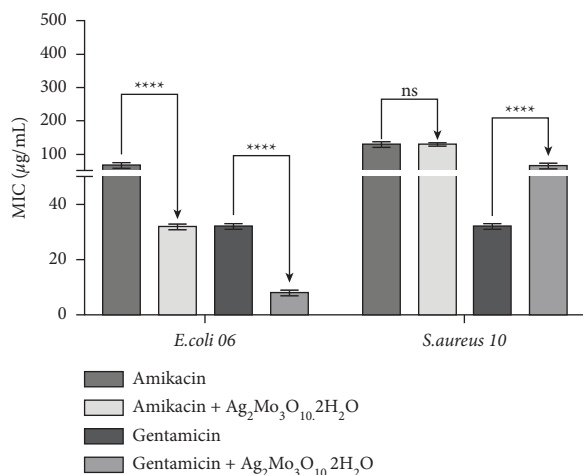 500
400
300
200
100
40
20
0
MIC (µg/mL)
****
****
ns
****
E.coli 06
S.aureus 10
Amikacin
Amikacin + Ag₂Mo₃O₁₀.2H₂O
Gentamicin
Gentamicin + Ag₂Mo₃O₁₀.2H₂O